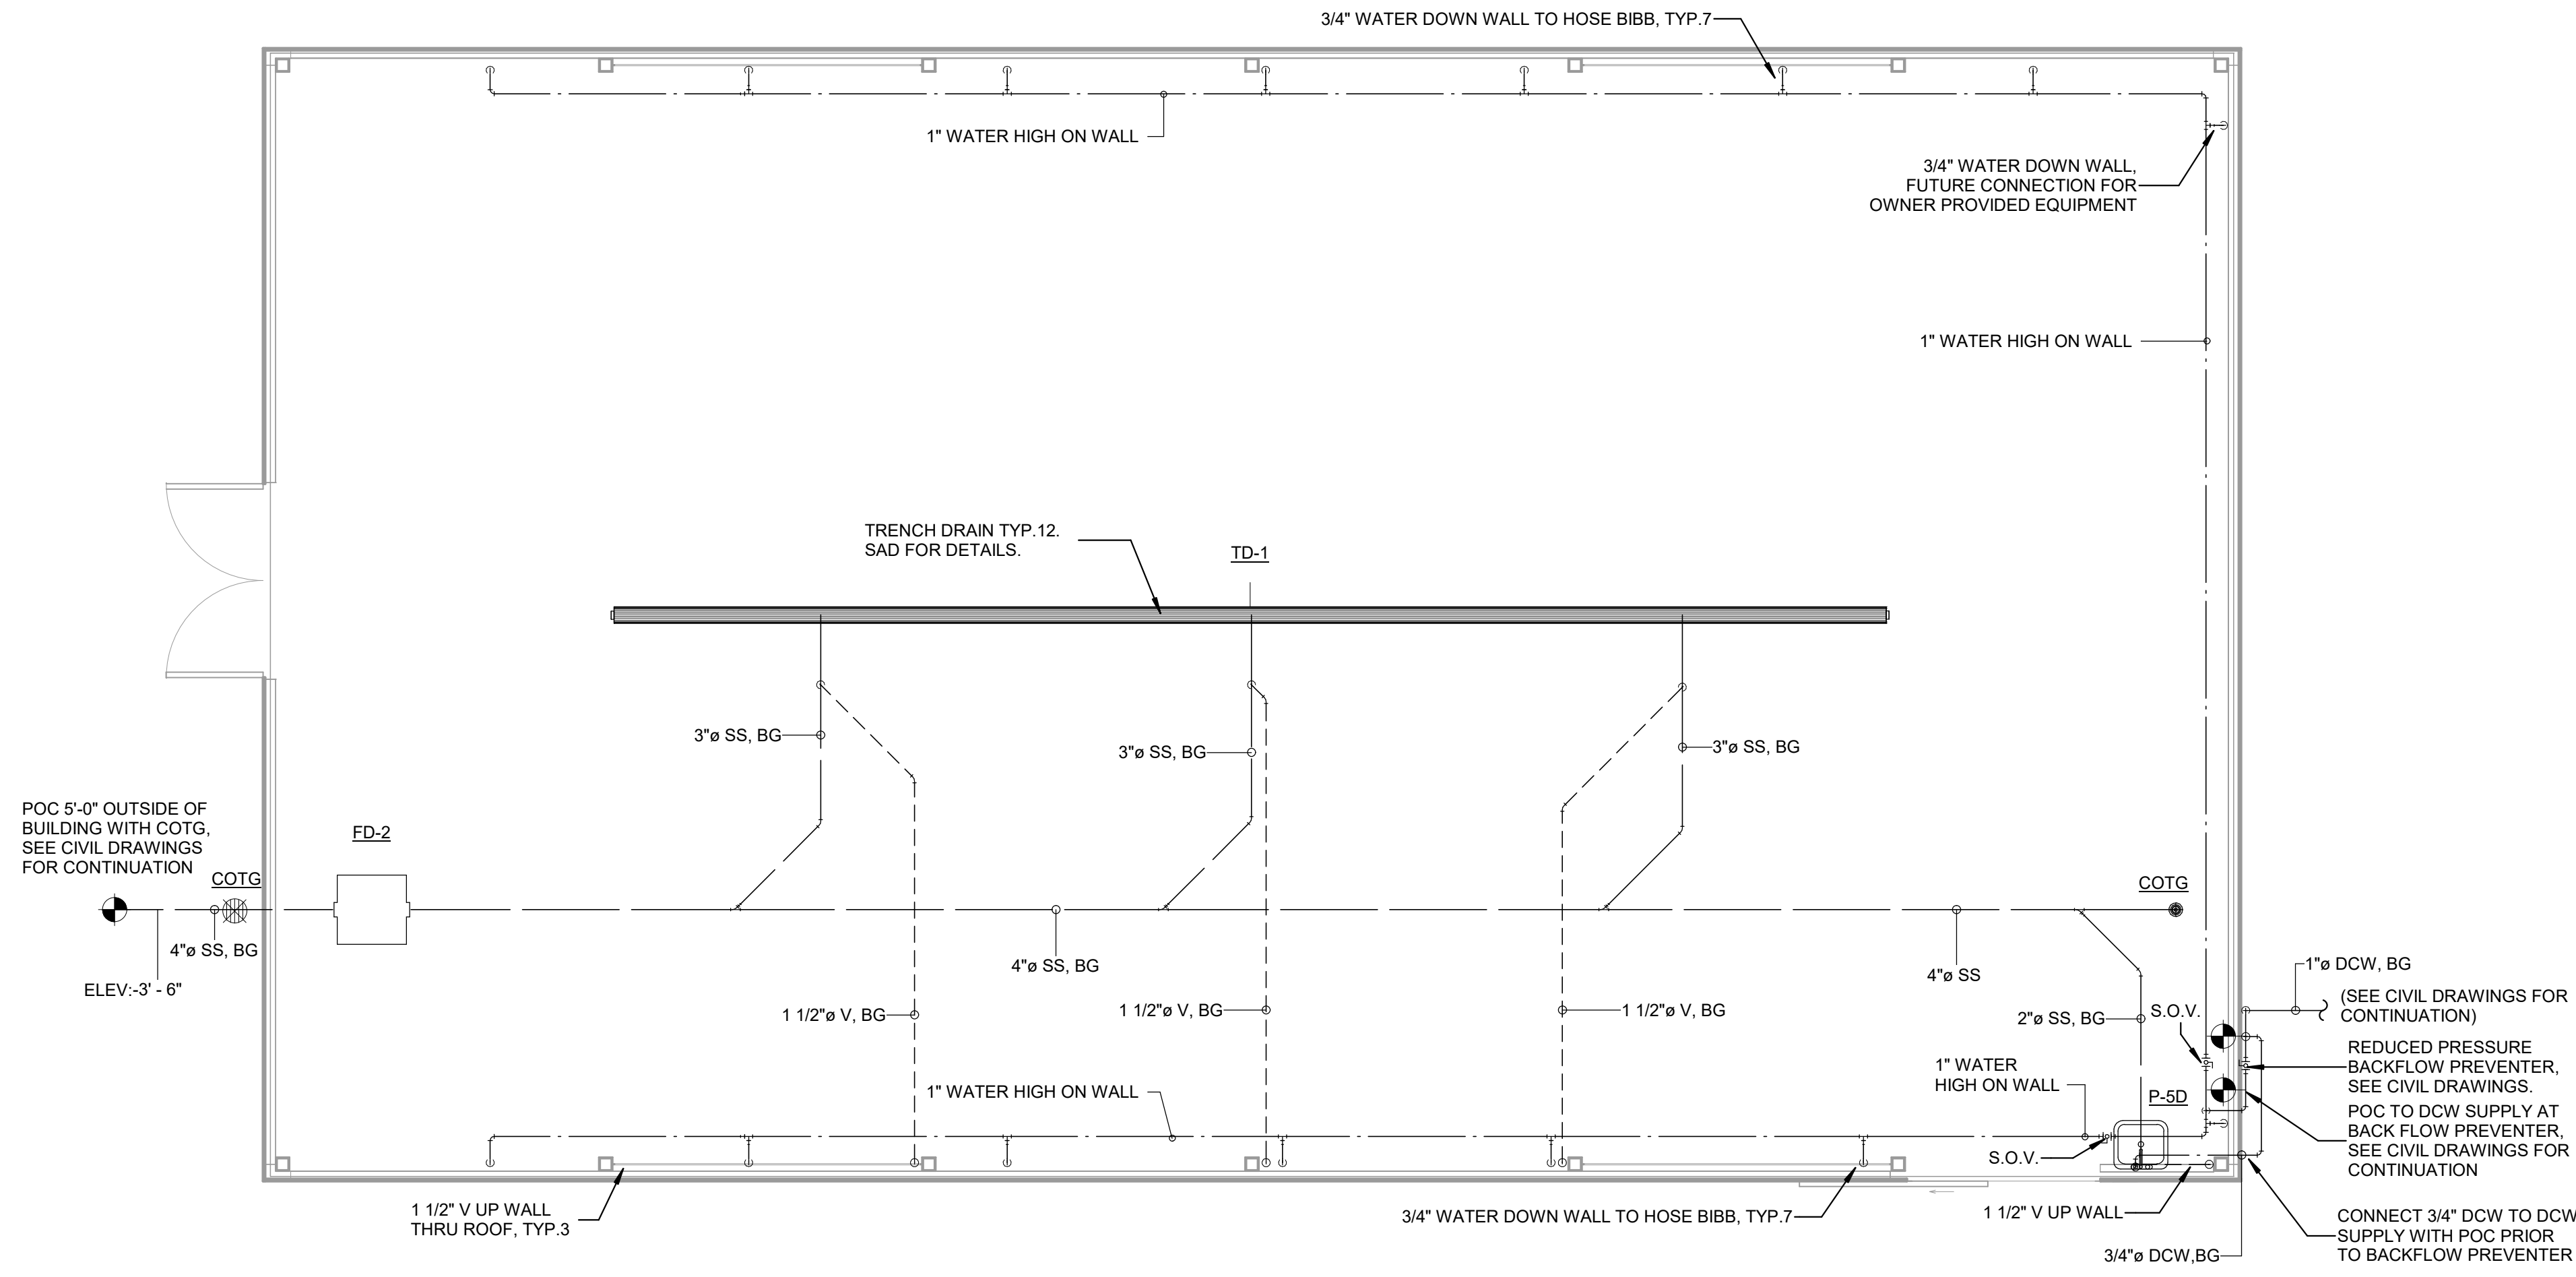 3/4" WATER DOWN WALL TO HOSE BIBB, TYP.7
1" WATER HIGH ON WALL
3/4" WATER DOWN WALL,
FUTURE CONNECTION FOR
OWNER PROVIDED EQUIPMENT
1" WATER HIGH ON WALL
TRENCH DRAIN TYP.12.
SAD FOR DETAILS.
TD-1
3"ø SS, BG
3"ø SS, BG
3"ø SS, BG
POC 5'-0" OUTSIDE OF
BUILDING WITH COTG,
SEE CIVIL DRAWINGS
FOR CONTINUATION
FD-2
COTG
COTG
4"ø SS, BG
ELEV:-3' - 6"
4"ø SS, BG
4"ø SS
1"ø DCW, BG
(SEE CIVIL DRAWINGS FOR
CONTINUATION)
1 1/2"ø V, BG
1 1/2"ø V, BG
1 1/2"ø V, BG
2"ø SS, BG
S.O.V.
REDUCED PRESSURE
BACKFLOW PREVENTER,
SEE CIVIL DRAWINGS.
1" WATER HIGH ON WALL
1" WATER
HIGH ON WALL
P-5D
POC TO DCW SUPPLY AT
BACK FLOW PREVENTER,
SEE CIVIL DRAWINGS FOR
CONTINUATION
S.O.V.
1 1/2" V UP WALL
THRU ROOF, TYP.3
3/4" WATER DOWN WALL TO HOSE BIBB, TYP.7
1 1/2" V UP WALL
CONNECT 3/4" DCW TO DCW
SUPPLY WITH POC PRIOR
TO BACKFLOW PREVENTER
3/4"ø DCW,BG